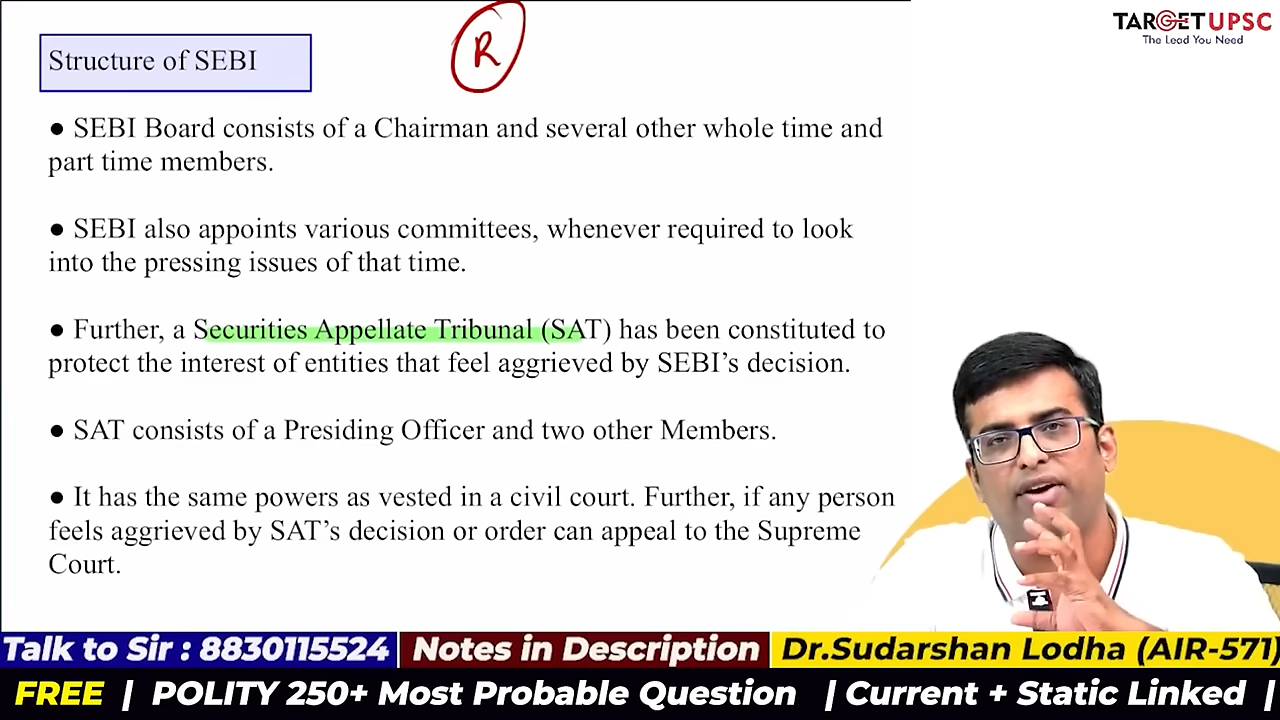 R
TARGET UPSC
The Lead You Need
Structure of SEBI
● SEBI Board consists of a Chairman and several other whole time and
part time members.
● SEBI also appoints various committees, whenever required to look
into the pressing issues of that time.
● Further, a Securities Appellate Tribunal (SAT) has been constituted to
protect the interest of entities that feel aggrieved by SEBI’s decision.
● SAT consists of a Presiding Officer and two other Members.
● It has the same powers as vested in a civil court. Further, if any person
feels aggrieved by SAT’s decision or order can appeal to the Supreme
Court.
Talk to Sir : 8830115524 Notes in Description Dr.Sudarshan Lodha (AIR-571)
FREE | POLITY 250+ Most Probable Question | Current + Static Linked |